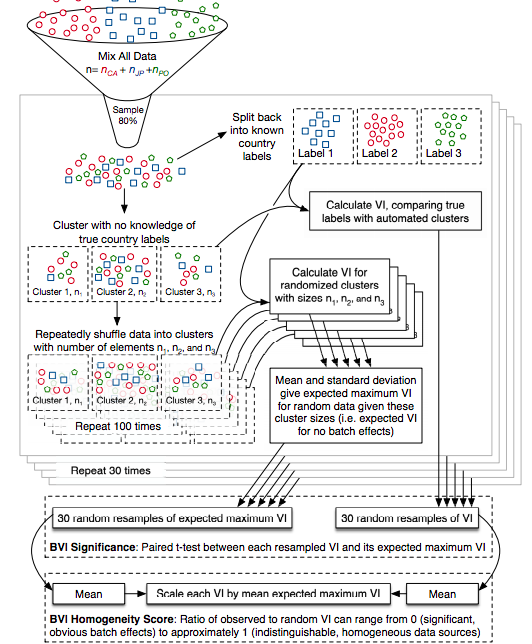 Mix All Data
n= nCA + nJP +nPO
Sample
80%
Split back
into known
country
labels
Label 1
Label 2
Label 3
Calculate VI, comparing true
labels with automated clusters
Cluster with no knowledge of
true country labels
Cluster 1, n1
Cluster 2, n2
Cluster 3, n3
Calculate VI for
randomized clusters
with sizes n1, n2, and n3
Repeatedly shuffle data into clusters
with number of elements n1, n2, and n3
Cluster 1, n1
Cluster 2, n2
Cluster 3, n3
Repeat 100 times
Mean and standard deviation
give expected maximum VI
for random data given these
cluster sizes (i.e. expected VI
for no batch effects)
Repeat 30 times
30 random resamples of expected maximum VI
30 random resamples of VI
BVI Significance: Paired t-test between each resampled VI and its expected maximum VI
Mean
Scale each VI by mean expected maximum VI
Mean
BVI Homogeneity Score: Ratio of observed to random VI can range from 0 (significant,
obvious batch effects) to approximately 1 (indistinguishable, homogeneous data sources)